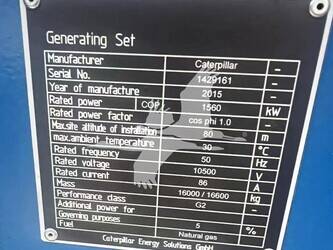 Generating Set
Manufacturer Caterpillar –
Serial No. 1429161 –
Year of manufacture 2015 –
Rated power COP 1560 kW
Rated power factor cos phi 1.0
Max.site altitude of installation 80 m
max.ambient temperature 30 °C
Rated frequency 50 Hz
Rated voltage 10500 V
Rated current 86 A
Mass 16000 / 16600 kg
Performance class G2
Additional power for –
Governing purposes 5 %
Fuel Natural gas –
Caterpillar Energy Solutions GmbH